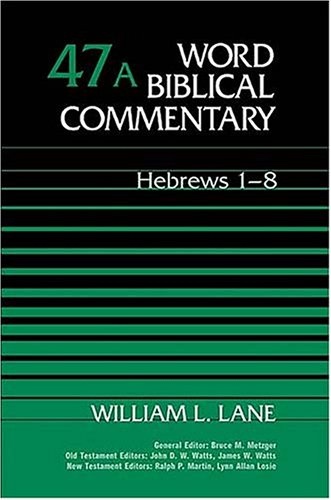 47A WORD
BIBLICAL
COMMENTARY
Hebrews 1–8
WILLIAM L. LANE
General Editor: Bruce M. Metzger
Old Testament Editors: John D. W. Watts, James W. Watts
New Testament Editors: Ralph P. Martin, Lynn Allan Losie